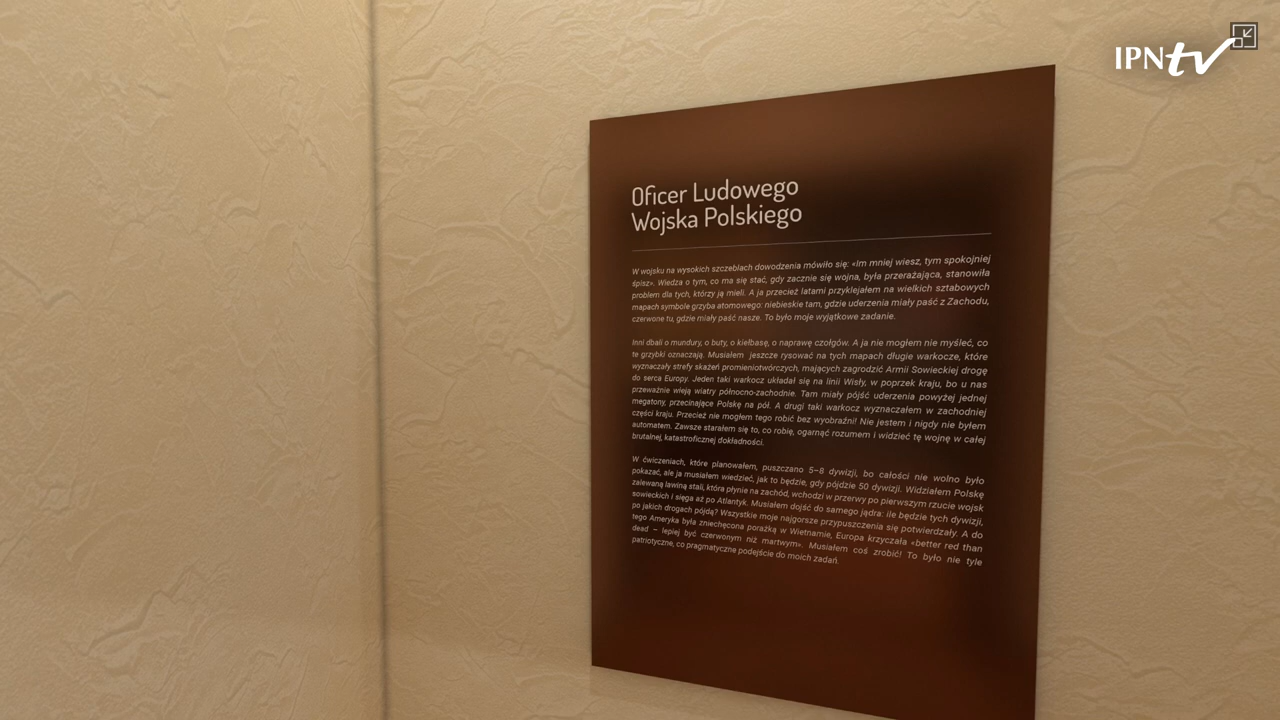 IPNtv
Oficer Ludowego
Wojska Polskiego
W wojsku na wysokich szczeblach dowodzenia mówiło się: «Im mniej wiesz, tym spokojniej
śpisz». Wiedza o tym, co ma się stać, gdy zacznie się wojna, była przerażająca, stanowiła
problem dla tych, którzy ją mieli. A ja przecież latami przyklejałem na wielkich sztabowych
mapach symbole grzyba atomowego: niebieskie tam, gdzie uderzenia miały paść z Zachodu,
czerwone tu, gdzie miały paść nasze. To było moje wyjątkowe zadanie.
Inni dbali o mundury, o buty, o kiełbasę, o naprawę czołgów. A ja nie mogłem nie myśleć, co
te grzybki oznaczają. Musiałem jeszcze rysować na tych mapach długie warkocze, które
wyznaczały strefy skażeń promieniotwórczych, mających zagrodzić Armii Sowieckiej drogę
do serca Europy. Jeden taki warkocz układał się na linii Wisły, w poprzek kraju, bo u nas
przeważnie wieją wiatry północno-zachodnie. Tam miały pójść uderzenia powyżej jednej
megatony, przecinające Polskę na pół. A drugi taki warkocz wyznaczałem w zachodniej
części kraju. Przecież nie mogłem tego robić bez wyobraźni! Nie jestem i nigdy nie byłem
automatem. Zawsze starałem się to, co robię, ogarnąć rozumem i widzieć tę wojnę w całej
brutalnej, katastroficznej dokładności.
W ćwiczeniach, które planowałem, puszczano 5–8 dywizji, bo całości nie wolno było
pokazać, ale ja musiałem wiedzieć, jak to będzie, gdy pójdzie 50 dywizji. Widziałem Polskę
zalewaną lawiną stali, która płynie na zachód, wchodzi w przerwy po pierwszym rzucie wojsk
sowieckich i sięga aż po Atlantyk. Musiałem dojść do samego jądra: ile będzie tych dywizji,
po jakich drogach pójdą? Wszystkie moje najgorsze przypuszczenia się potwierdzały. A do
tego Ameryka była zniechęcona porażką w Wietnamie, Europa krzyczała «better red than
dead – lepiej być czerwonym niż martwym». Musiałem coś zrobić! To było nie tyle
patriotyczne, co pragmatyczne podejście do moich zadań.